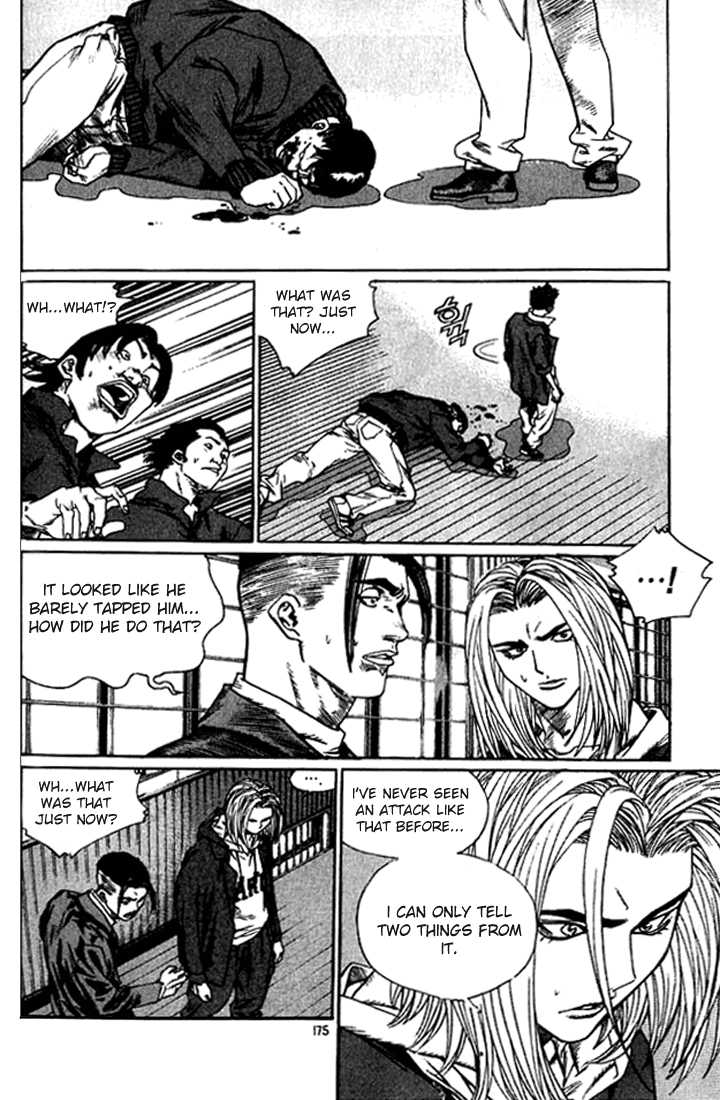 WH...WHAT!?
WHAT WAS
THAT? JUST
NOW...
IT LOOKED LIKE HE
BARELY TAPPED HIM...
HOW DID HE DO THAT?
...!
WH...WHAT
WAS THAT
JUST NOW?
...
I'VE NEVER SEEN
AN ATTACK LIKE
THAT BEFORE...
I CAN ONLY TELL
TWO THINGS FROM
IT.
175